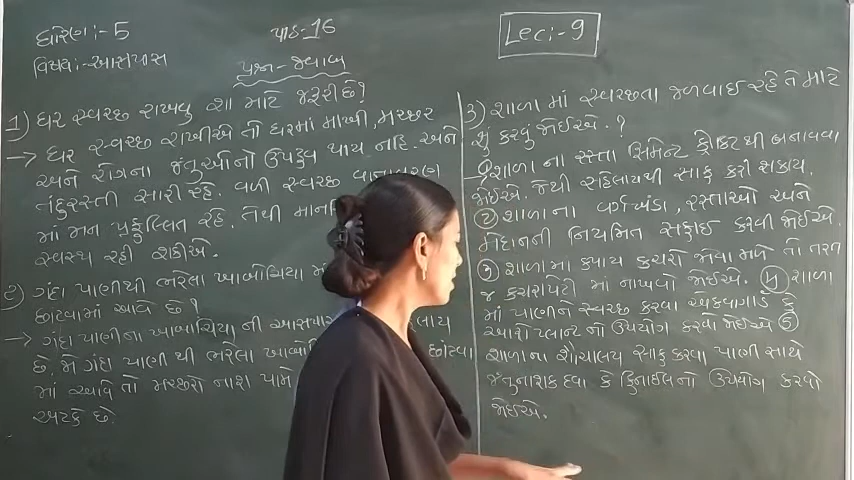 ધોરણ:- 5
પાઠ-16
Lec:-9
વિષય:- આસપાસ
પ્રશ્ન-જવાબ
1) ઘર સ્વચ્છ રાખવુ શા માટે જરૂરી છે?
→ ઘર સ્વચ્છ રાખીએ તો ઘરમાં માખી, મચ્છર
અને રોગના જંતુઓનો ઉપદ્રવ થાય નહિ. અને
તંદુરસ્તી સારી રહે. વળી સ્વચ્છ વાતાવરણ
માં મન પ્રફુલ્લિત રહે. તેથી
સ્વસ્થ રહી શકીએ.
2) ગંદા પાણીથી ભરેલા ખાબોચિયા
છાંટવામાં આવે છે?
→ ગંદા પાણીના ખાબોચિયા ની
છે. જે ગંદા પાણી થી ભરેલા છાંટવા
માં આવે તો મચ્છરો નાશ પામે
અટકે છે.
3) શાળા માં સ્વચ્છતા જળવાઈ રહે તે માટે
શું કરવું જોઈએ.?
→ ① શાળા ના રસ્તા સિમેન્ટ ક્રોંકિટ થી બનાવવા
જોઈએ. જેથી સહેલાયથી સાફ કરી શકાય.
② શાળાના વર્ગખંડો, રસ્તાઓ અને
મેદાનની નિયમિત સફાઈ કરવી જોઈએ.
③ શાળામાં કયાય કચરો જોવા મળે તો તરત
જ કચરાપેટી માં નાખવો જોઈએ. ④ શાળા
માં પાણીને સ્વચ્છ કરવા એકવાગાર્ડ કે
આરો પ્લાન્ટ નો ઉપયોગ કરવો જોઈએ ⑤
શાળાના શૌચાલય સાફ કરવા પાણી સાથે
જંતુનાશક દવા કે ફિનાઈલનો ઉપયોગ કરવો
જોઈએ.